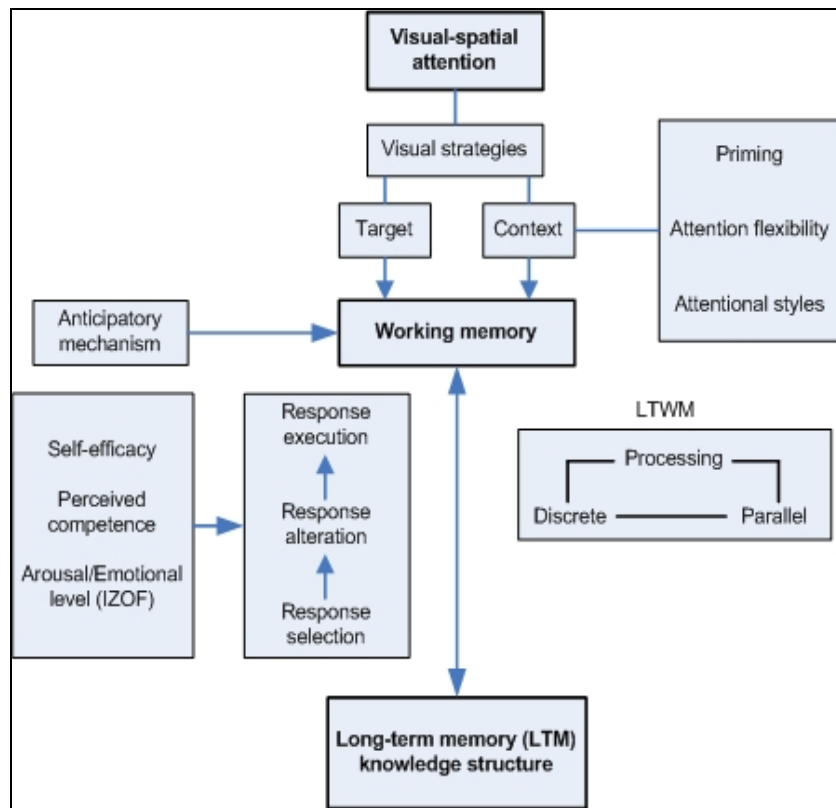 Visual-spatial
attention
Visual strategies
Target
Context
Priming
Attention flexibility
Attentional styles
Anticipatory
mechanism
Working memory
Self-efficacy
Perceived
competence
Arousal/Emotional
level (IZOF)
Response
execution
Response
alteration
Response
selection
LTWM
Processing
Discrete
Parallel
Long-term memory (LTM)
knowledge structure